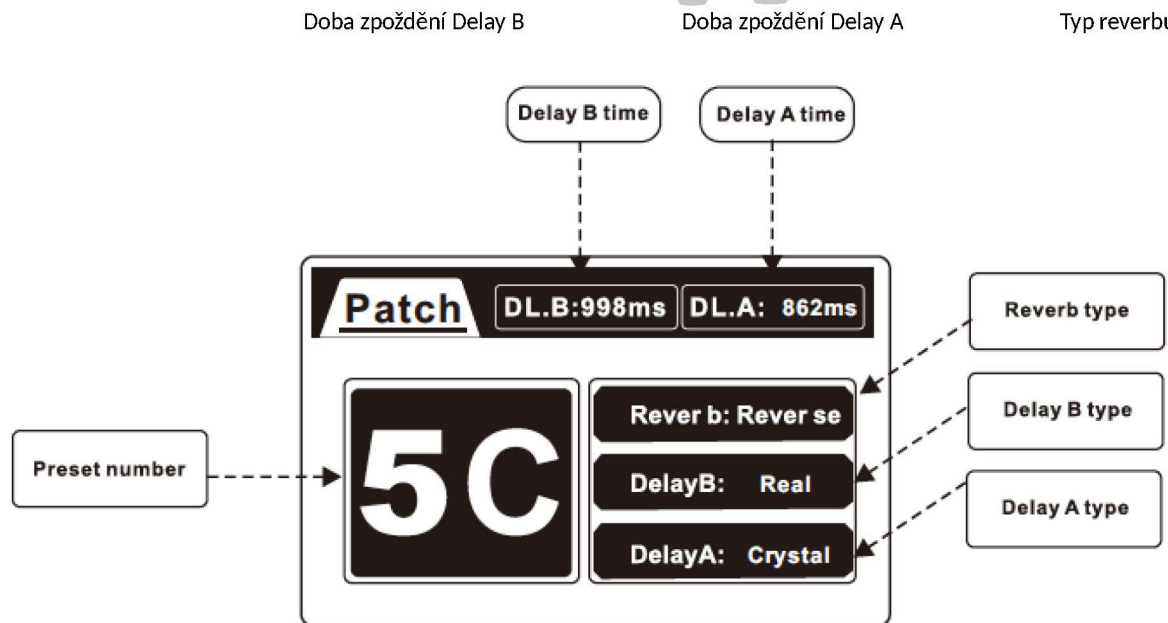 Doba zpoždění Delay B
Doba zpoždění Delay A
Typ reverbu
Delay B time
Delay A time
Patch
DL.B:998ms
DL.A: 862ms
Reverb type
Rever b: Rever se
Delay B type
5C
Preset number
DelayB: Real
Delay A type
DelayA: Crystal